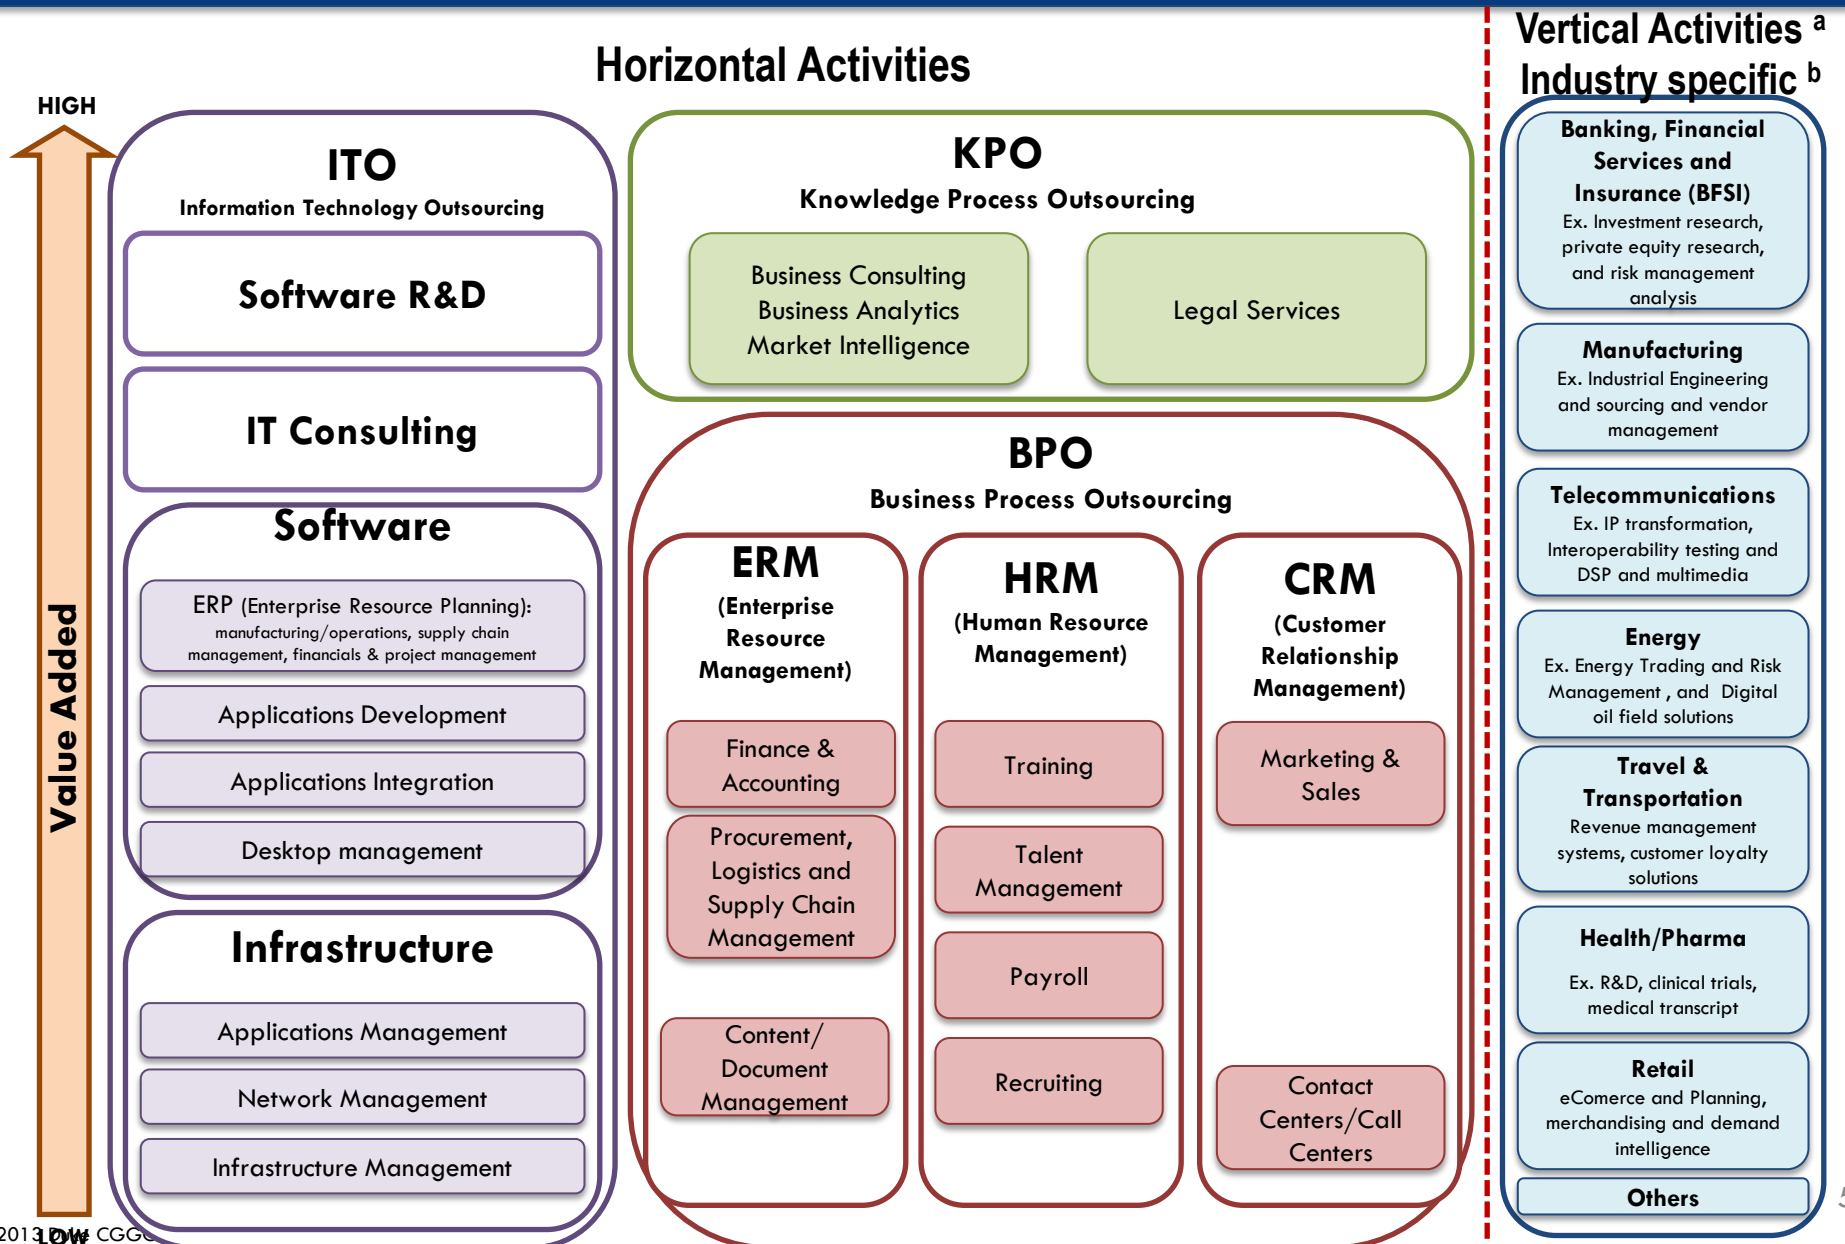 Horizontal Activities
Vertical Activities a
Industry specific b
HIGH
Value Added
LOW
ITO
Information Technology Outsourcing
Software R&D
IT Consulting
Software
ERP (Enterprise Resource Planning):
manufacturing/operations, supply chain
management, financials & project management
Applications Development
Applications Integration
Desktop management
Infrastructure
Applications Management
Network Management
Infrastructure Management
KPO
Knowledge Process Outsourcing
Business Consulting
Business Analytics
Market Intelligence
Legal Services
BPO
Business Process Outsourcing
ERM
(Enterprise
Resource
Management)
Finance &
Accounting
Procurement,
Logistics and
Supply Chain
Management
Content/
Document
Management
HRM
(Human Resource
Management)
Training
Talent
Management
Payroll
Recruiting
CRM
(Customer
Relationship
Management)
Marketing &
Sales
Contact
Centers/Call
Centers
Banking, Financial
Services and
Insurance (BFSI)
Ex. Investment research,
private equity research,
and risk management
analysis
Manufacturing
Ex. Industrial Engineering
and sourcing and vendor
management
Telecommunications
Ex. IP transformation,
Interoperability testing and
DSP and multimedia
Energy
Ex. Energy Trading and Risk
Management , and Digital
oil field solutions
Travel &
Transportation
Revenue management
systems, customer loyalty
solutions
Health/Pharma
Ex. R&D, clinical trials,
medical transcript
Retail
eComerce and Planning,
merchandising and demand
intelligence
Others
2013 Duke CGGC
5